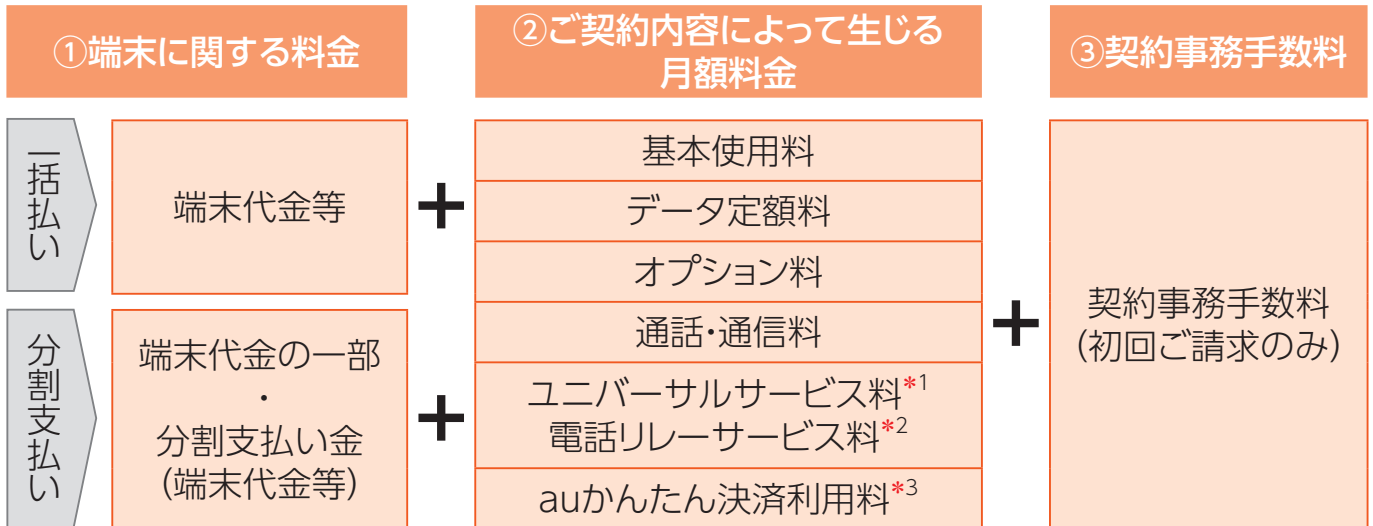 ①端末に関する料金
②ご契約内容によって生じる
月額料金
③契約事務手数料
一括払い
端末代金等
+
基本使用料
データ定額料
オプション料
通話・通信料
ユニバーサルサービス料*1
電話リレーサービス料*2
auかんたん決済利用料*3
+
契約事務手数料
(初回ご請求のみ)
分割支払い
端末代金の一部
・
分割支払い金
(端末代金等)
+